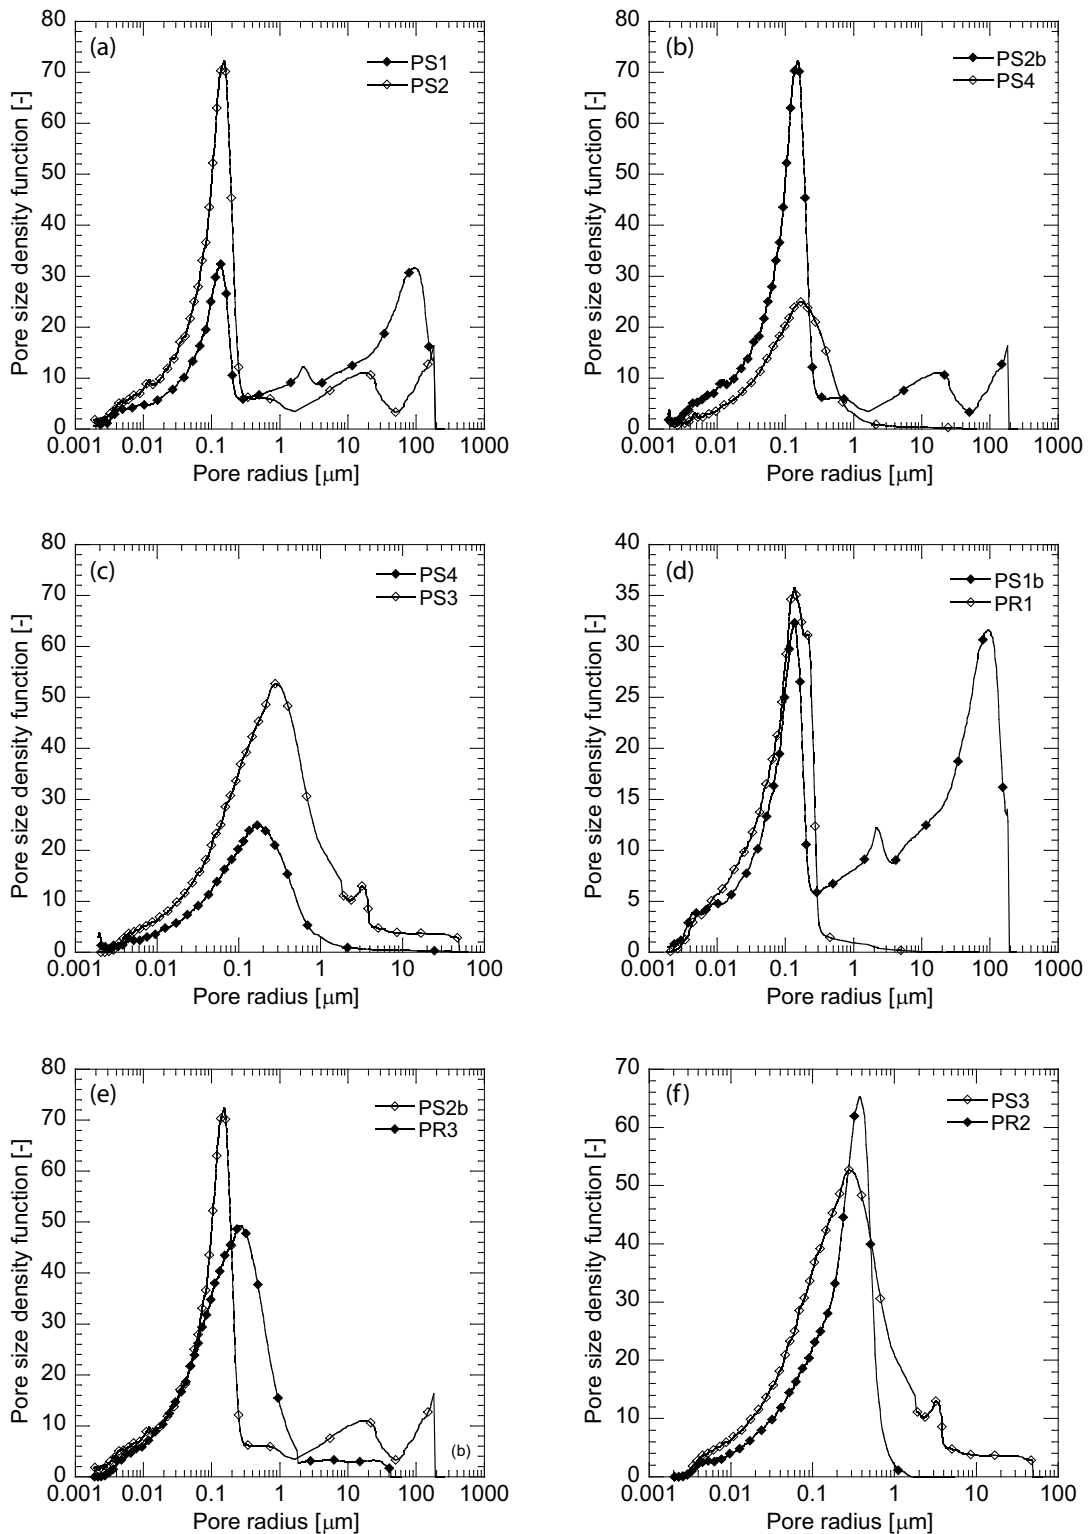 80
70
60
50
40
30
20
10
0
Pore size density function [-]
(a)
PS1
PS2
0.001 0.01 0.1 1 10 100 1000
Pore radius [μm]
80
70
60
50
40
30
20
10
0
Pore size density function [-]
(b)
PS2b
PS4
0.001 0.01 0.1 1 10 100 1000
Pore radius [μm]
80
70
60
50
40
30
20
10
0
Pore size density function [-]
(c)
PS4
PS3
0.001 0.01 0.1 1 10 100
Pore radius [μm]
40
35
30
25
20
15
10
5
0
Pore size density function [-]
(d)
PS1b
PR1
0.001 0.01 0.1 1 10 100 1000
Pore radius [μm]
80
70
60
50
40
30
20
10
0
Pore size density function [-]
(e)
PS2b
PR3
(b)
0.001 0.01 0.1 1 10 100 1000
Pore radius [μm]
70
60
50
40
30
20
10
0
Pore size density function [-]
(f)
PS3
PR2
0.001 0.01 0.1 1 10 100
Pore radius [μm]